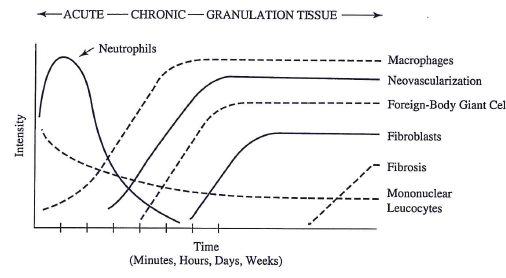 ACUTE — CHRONIC — GRANULATION TISSUE
Neutrophils
Macrophages
Neovascularization
Foreign-Body Giant Cel
Fibroblasts
Fibrosis
Mononuclear
Leucocytes
Intensity
Time
(Minutes, Hours, Days, Weeks)